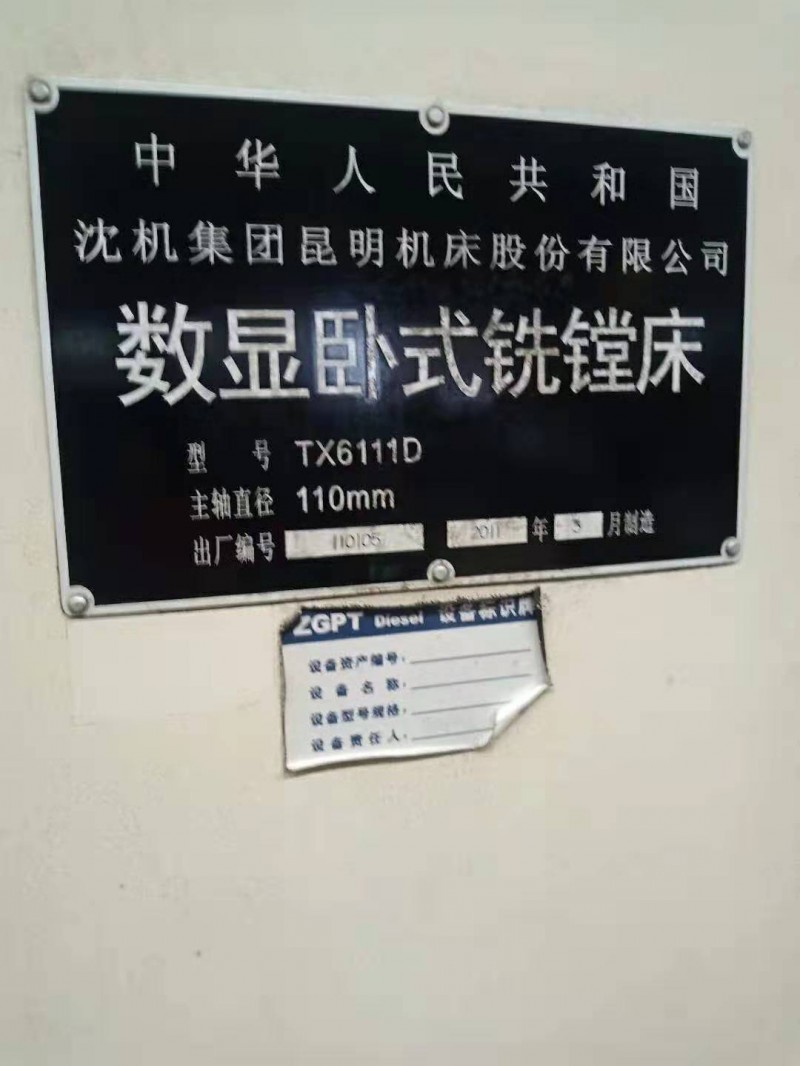 中华人民共和国
沈机集团昆明机床股份有限公司
数显卧式铣镗床
型号 TX6111D
主轴直径 110mm
出厂编号 110105 2011 年 3 月制造
ZGPT Diesel 设备标识牌
设备资产编号:
设备名称:
设备型号规格:
设备责任人: